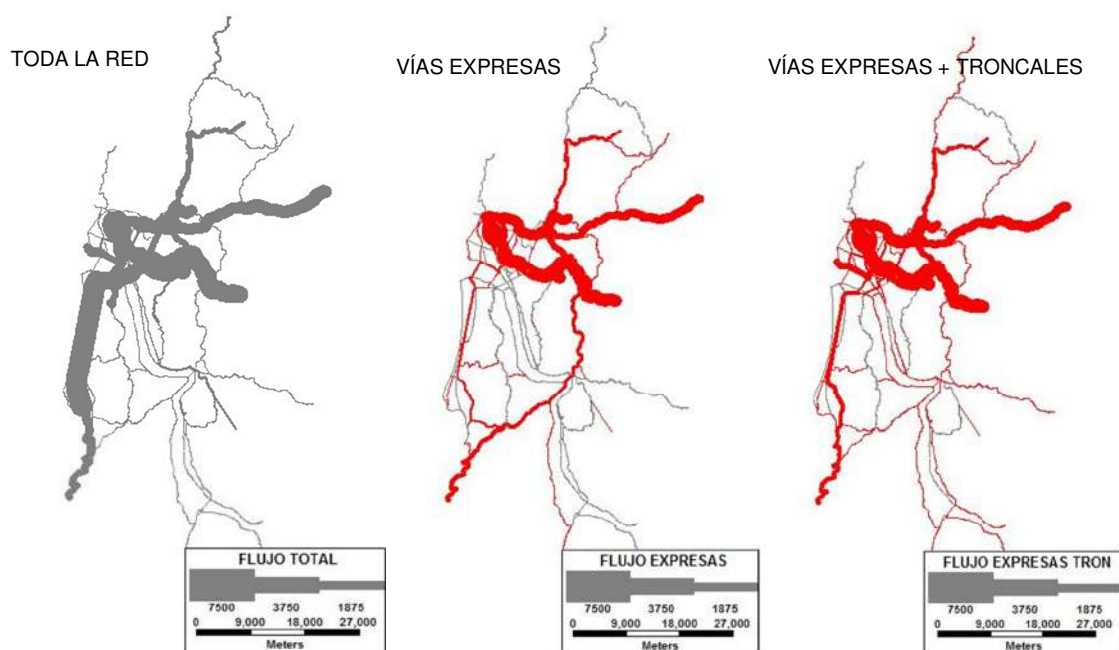 TODA LA RED
VÍAS EXPRESAS
VÍAS EXPRESAS + TRONCALES
FLUJO TOTAL
7500 3750 1875
0 9,000 18,000 27,000
Meters
FLUJO EXPRESAS
7500 3750 1875
0 9,000 18,000 27,000
Meters
FLUJO EXPRESAS TRON
7500 3750 1875
0 9,000 18,000 27,000
Meters